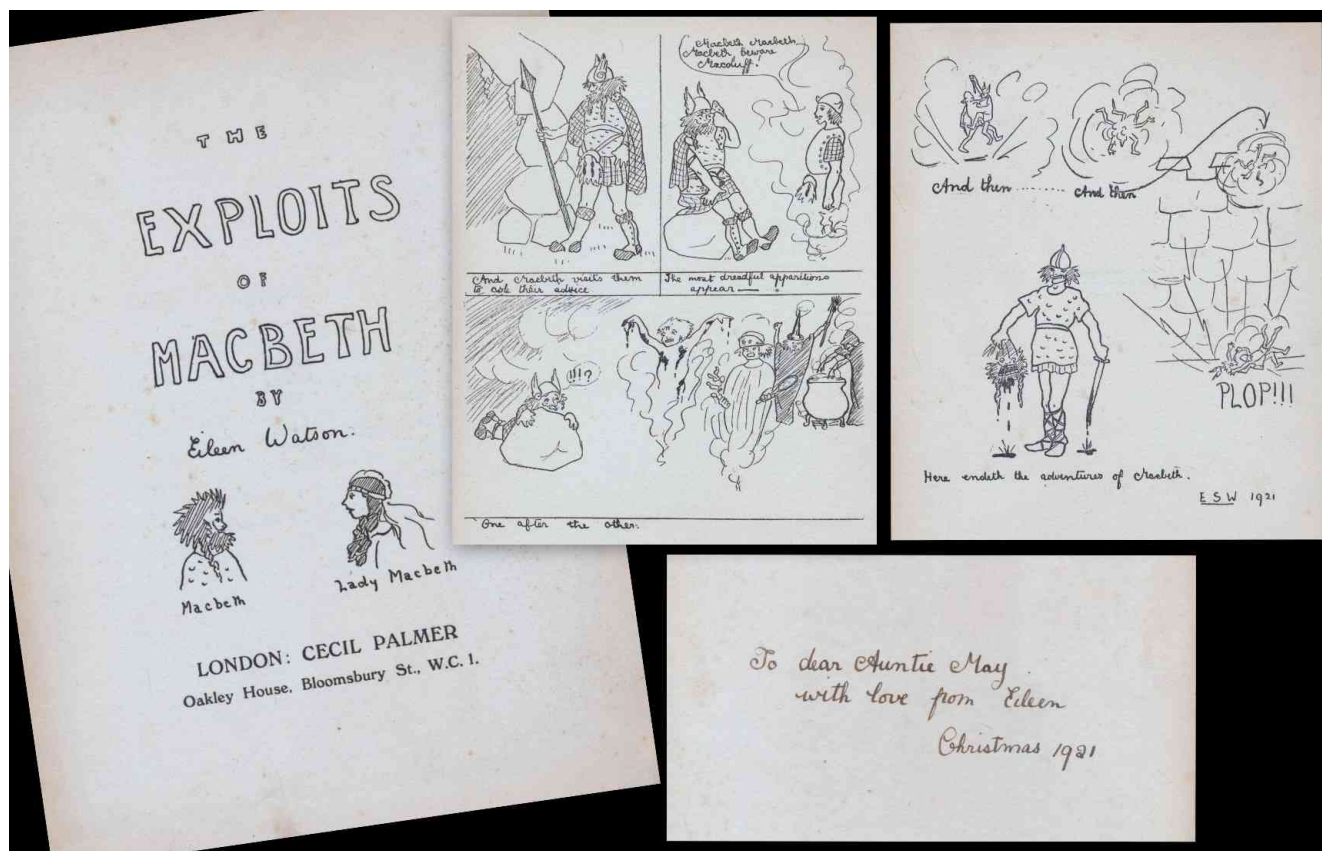 THE
EXPLOITS
OF
MACBETH
BY
Eileen Watson.
Macbeth
Lady Macbeth
LONDON: CECIL PALMER
Oakley House, Bloomsbury St., W.C. 1.
Macbeth Macbeth
Macbeth, beware
Macduff!
And Macbeth visits them
to ask their advice
The most dreadful apparitions
appear — :
!!!?
One after the other.
And then ........ And then
PLOP!!!
Here endeth the adventures of Macbeth.
E S W 1921
To dear Auntie May
with love from Eileen
Christmas 1921